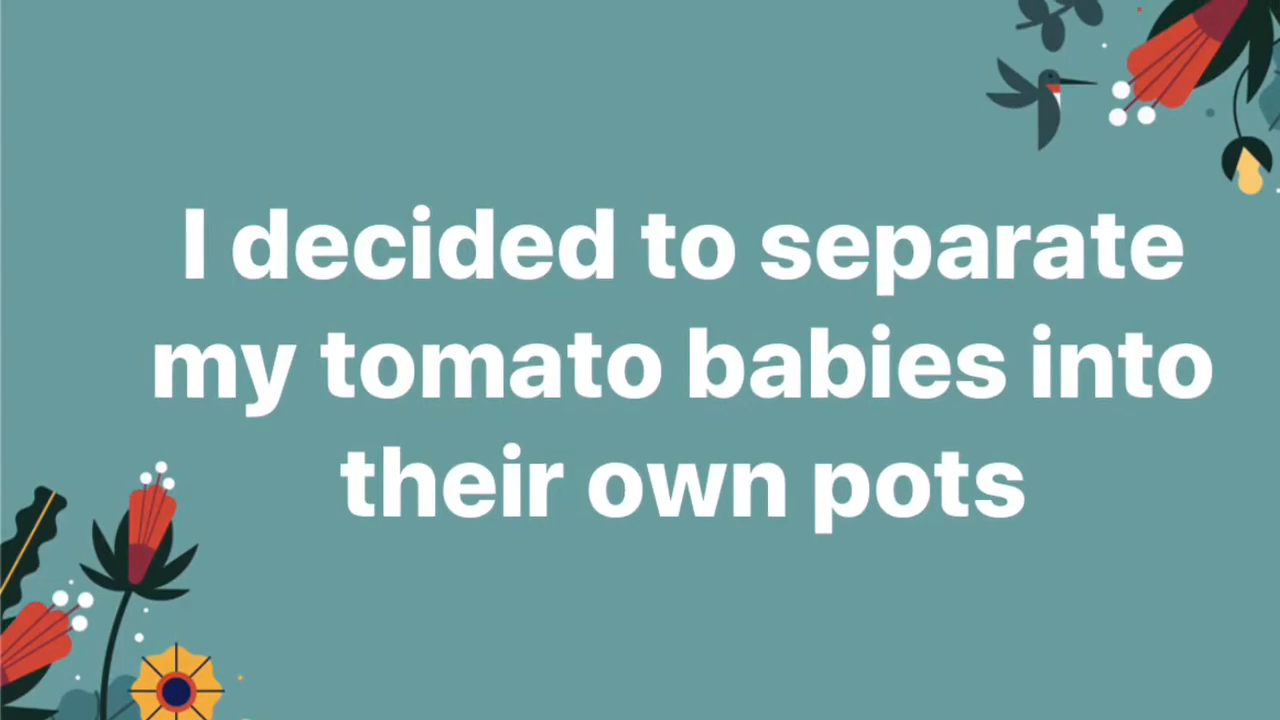 I decided to separate
my tomato babies into
their own pots